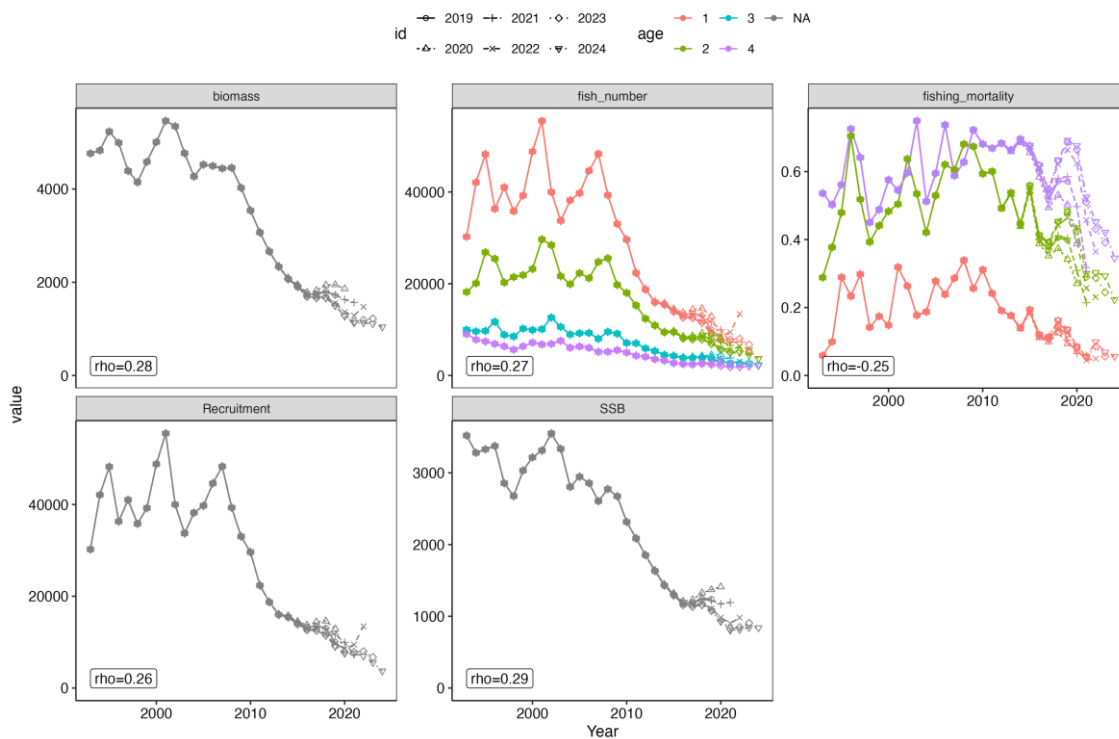 id
2019 2021 2023
2020 2022 2024
age
1 3 NA
2 4
biomass
fish_number
fishing_mortality
value
4000
2000
0
rho=0.28
40000
20000
0
rho=0.27
0.6
0.4
0.2
0.0
rho=-0.25
2000 2010 2020
Recruitment
SSB
40000
20000
0
rho=0.26
3000
2000
1000
0
rho=0.29
2000 2010 2020
2000 2010 2020
Year